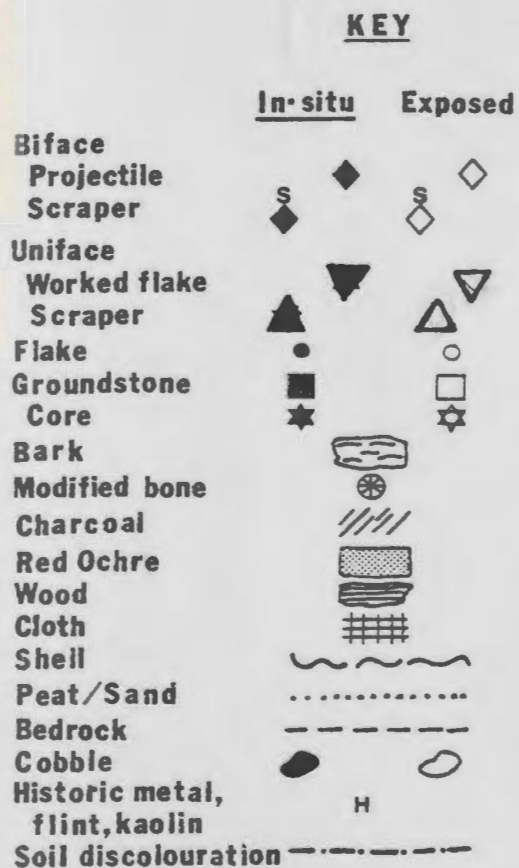 KEY
In-situ Exposed
Biface
Projectile
S S
Scraper
Uniface
Worked flake
Scraper
Flake
Groundstone
Core
Bark
Modified bone
Charcoal
Red Ochre
Wood
Cloth
Shell
Peat/Sand
Bedrock
Cobble
Historic metal,
H
flint, kaolin
Soil discolouration